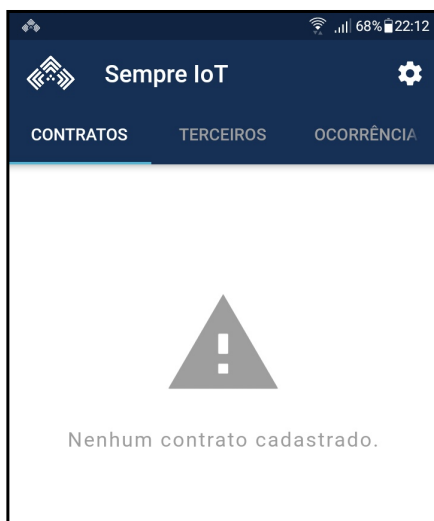 68% 22:12
Sempre IoT
CONTRATOS TERCEIROS OCORRÊNCIA
Nenhum contrato cadastrado.